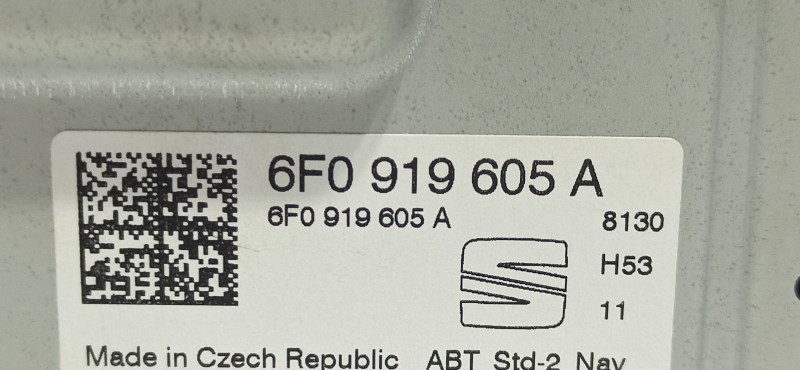 6F0 919 605 A
6F0 919 605 A 8130
H53
11
Made in Czech Republic ABT Std-2 Nav